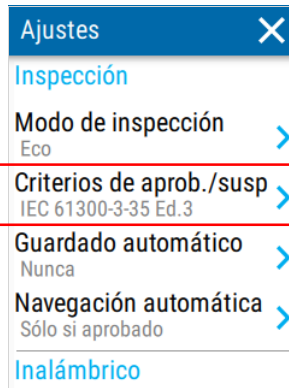 Ajustes
Inspección
Modo de inspección
Eco
Criterios de aprob./susp
IEC 61300-3-35 Ed.3
Guardado automático
Nunca
Navegación automática
Sólo si aprobado
Inalámbrico